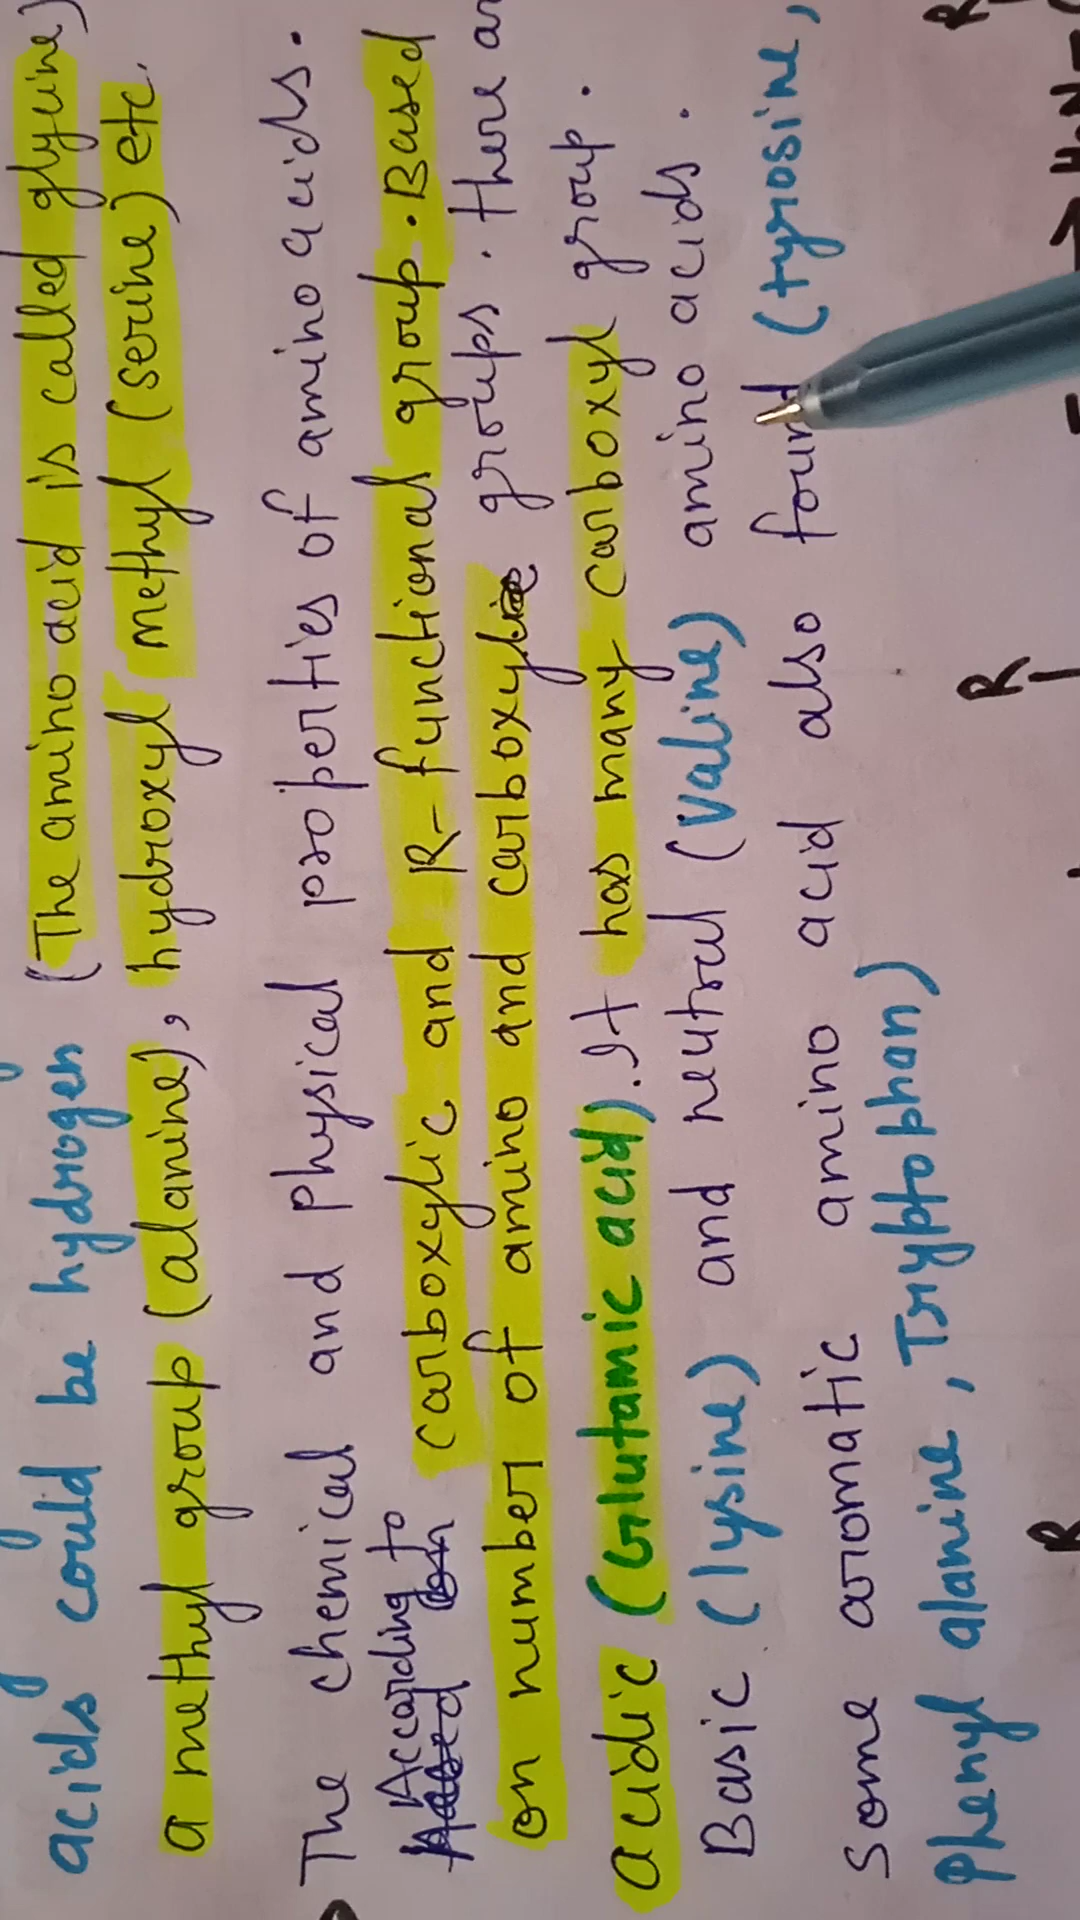 acids could be hydrogen (The amino acid is called glycine)
a methyl group (alanine), hydroxyl methyl (serine) etc.
The chemical and physical properties of amino acids.
According to carboxylic and R-functional group. Based
on number of amino and carboxylic groups. there ar
acidic (Glutamic acid). It has many carboxyl group.
Basic (lysine) and neutral (valine) amino acids.
Some aromatic amino acid also found (tyrosine,
Phenyl alanine, Tryptophan)
R R R